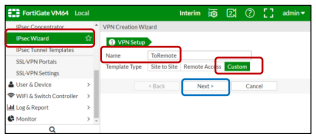 FortiGate VM64 Local
Interim
admin
IPsec Concentrator
IPsec Wizard
IPsec Tunnel Templates
SSL-VPN Portals
SSL-VPN Settings
User & Device
WiFi & Switch Controller
Log & Report
Monitor
VPN Creation Wizard
1 VPN Setup
Name ToRemote
Template Type Site to Site Remote Access Custom
< Back Next > Cancel